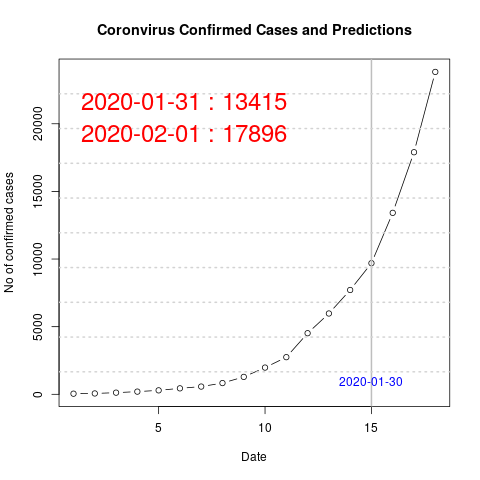 Coronvirus Confirmed Cases and Predictions
2020-01-31 : 13415
2020-02-01 : 17896
No of confirmed cases
20000
15000
10000
5000
0
2020-01-30
5
10
15
Date